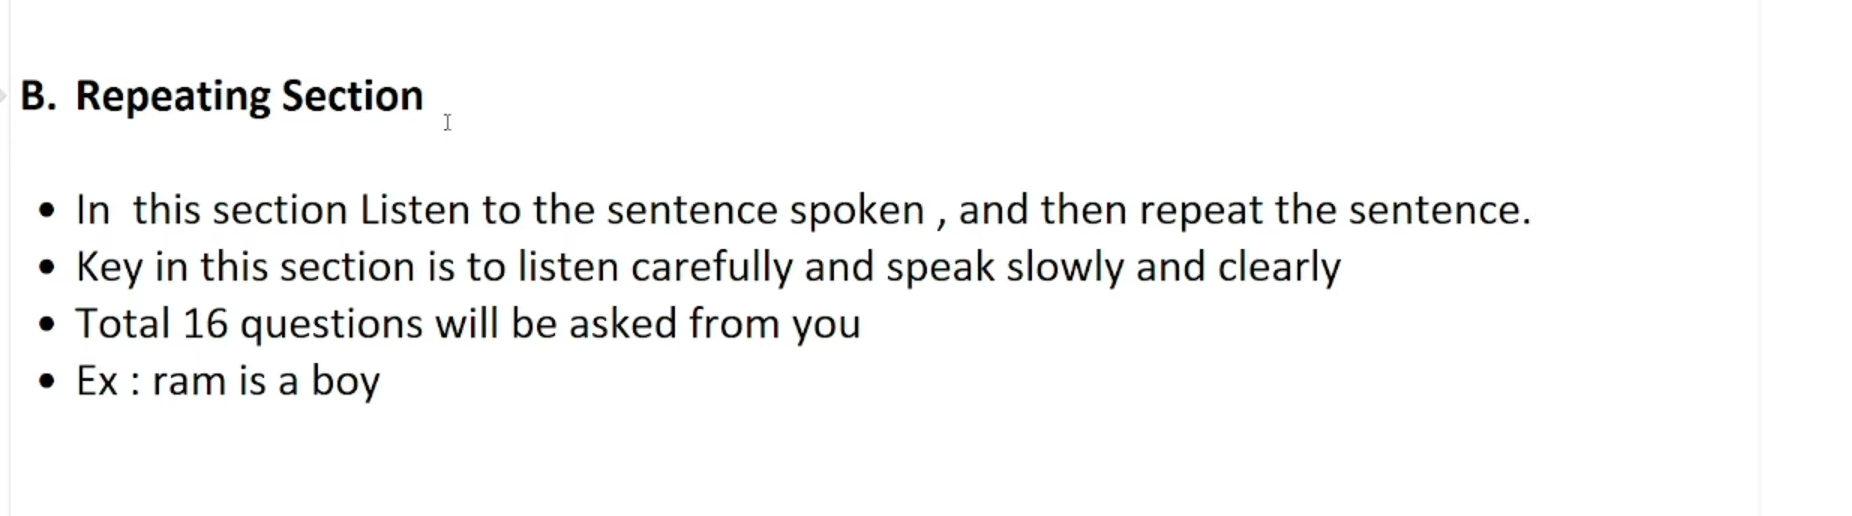 B. Repeating Section
• In this section Listen to the sentence spoken , and then repeat the sentence.
• Key in this section is to listen carefully and speak slowly and clearly
• Total 16 questions will be asked from you
• Ex : ram is a boy